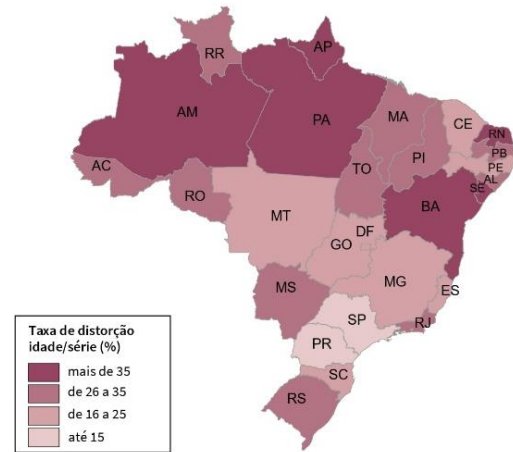 AP
RR
AM
PA
MA
CE
RN
PB
PE
AL
SE
PI
TO
AC
RO
BA
MT
DF
GO
MG
ES
MS
SP
RJ
PR
SC
RS
Taxa de distorção
idade/série (%)
mais de 35
de 26 a 35
de 16 a 25
até 15